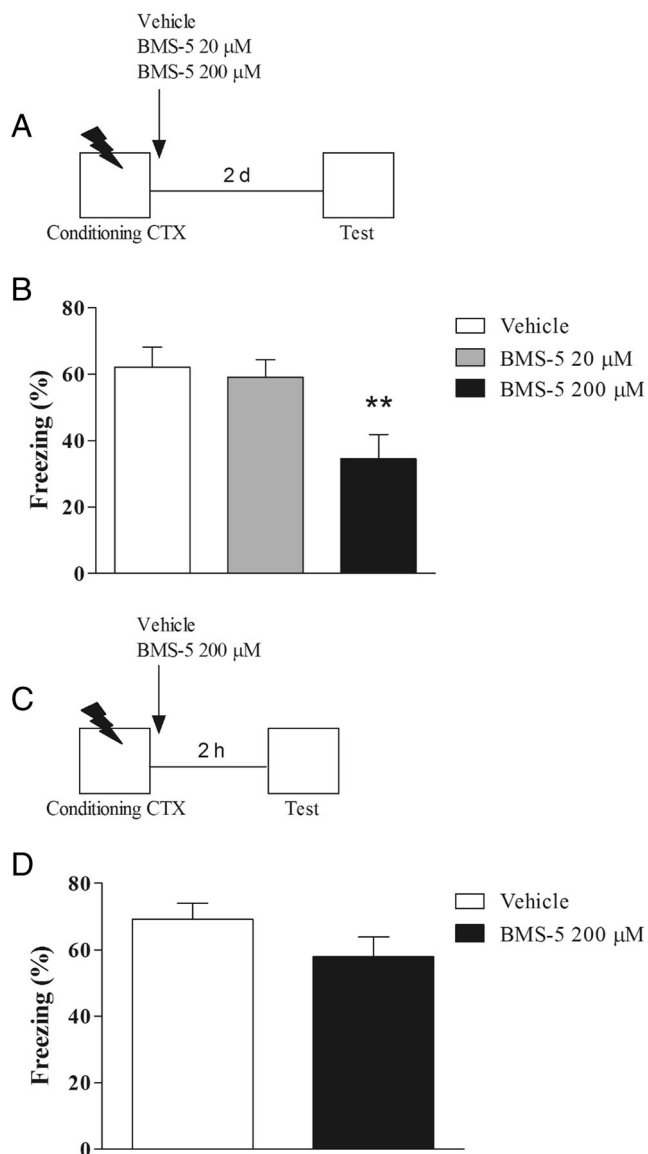 Vehicle
BMS-5 20 μM
BMS-5 200 μM
A
2 d
Conditioning CTX
Test
B
80
60
40
20
0
Freezing (%)
**
Vehicle
BMS-5 20 μM
BMS-5 200 μM
Vehicle
BMS-5 200 μM
C
2 h
Conditioning CTX
Test
D
80
60
40
20
0
Freezing (%)
Vehicle
BMS-5 200 μM